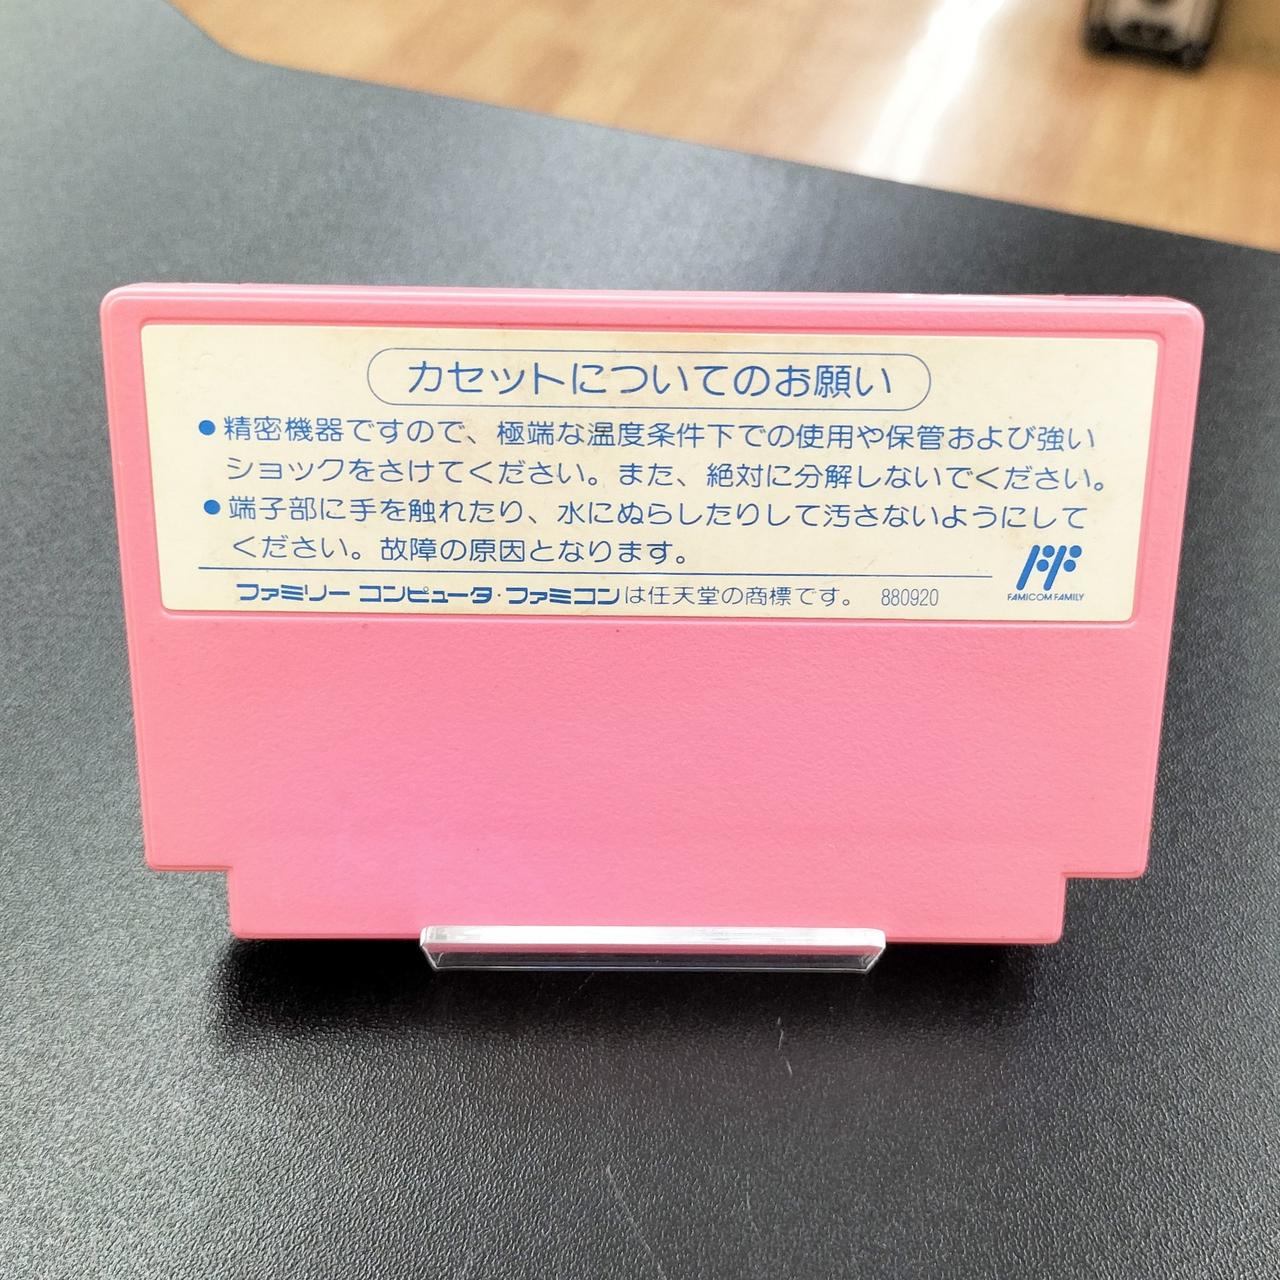 カセットについてのお願い
●精密機器ですので、極端な温度条件下での使用や保管および強い
ショックをさけてください。また、絶対に分解しないでください。
●端子部に手を触れたり、水にぬらしたりして汚さないようにして
ください。故障の原因となります。
ファミリー コンピュータ・ファミコンは任天堂の商標です。 880920
FAMICOM FAMILY